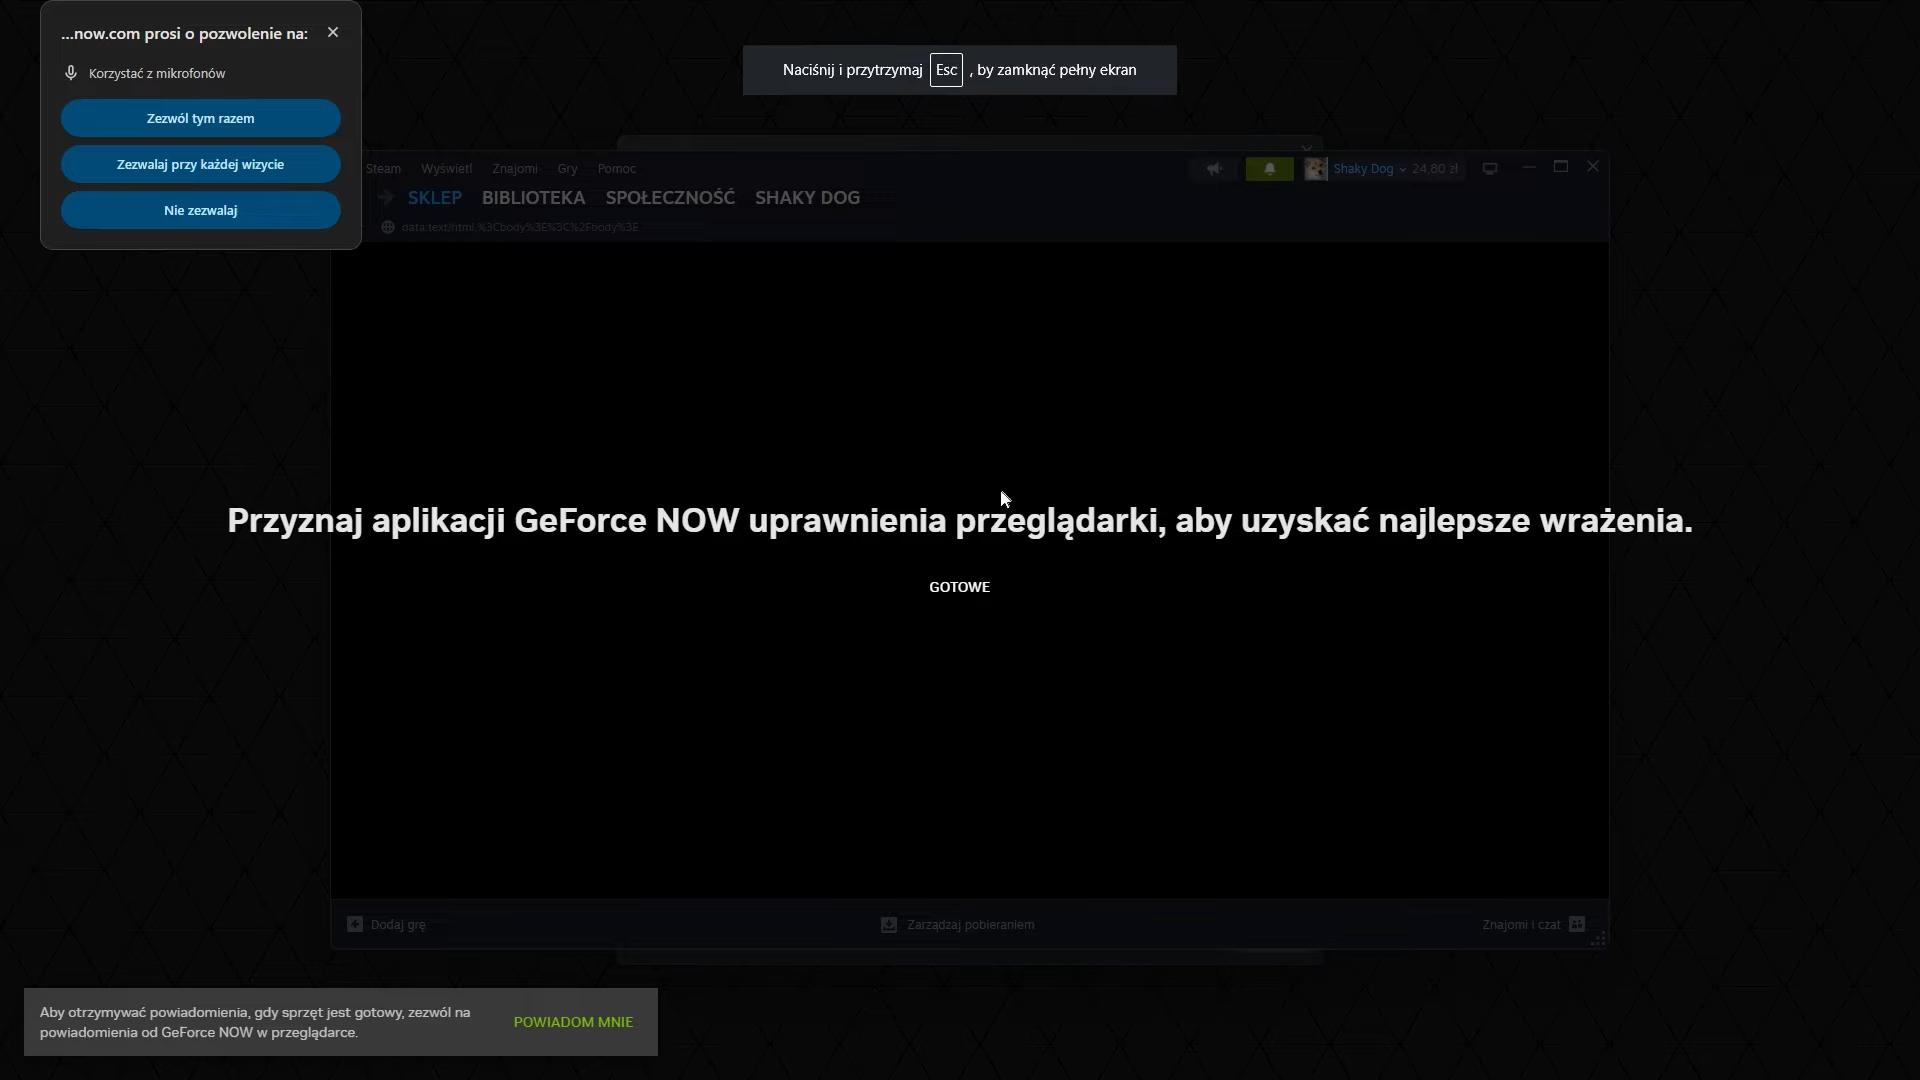 ...now.com prosi o pozwolenie na:
Korzystać z mikrofonów
Zezwól tym razem
Zezwalaj przy każdej wizycie
Nie zezwalaj
Naciśnij i przytrzymaj Esc , by zamknąć pełny ekran
Steam Wyświetl Znajomi Gry Pomoc
Shaky Dog 24,80 zł
SKLEP BIBLIOTEKA SPOŁECZNOŚĆ SHAKY DOG
data:text/html,%3Cbody%3E%3C%2Fbody%3E
Przyznaj aplikacji GeForce NOW uprawnienia przeglądarki, aby uzyskać najlepsze wrażenia.
GOTOWE
Dodaj grę
Zarządzaj pobieraniem
Znajomi i czat
Aby otrzymywać powiadomienia, gdy sprzęt jest gotowy, zezwól na
powiadomienia od GeForce NOW w przeglądarce.
POWIADOM MNIE